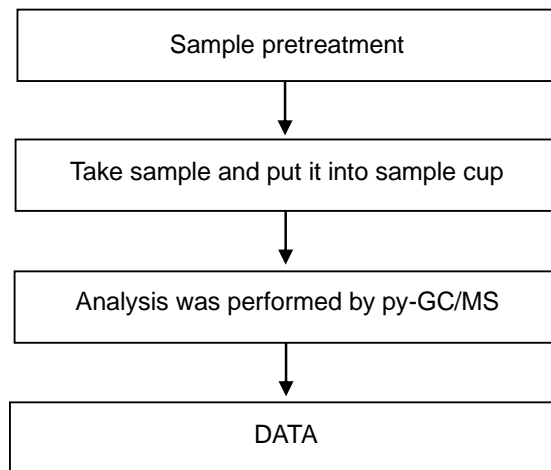 Sample pretreatment
Take sample and put it into sample cup
Analysis was performed by py-GC/MS
DATA